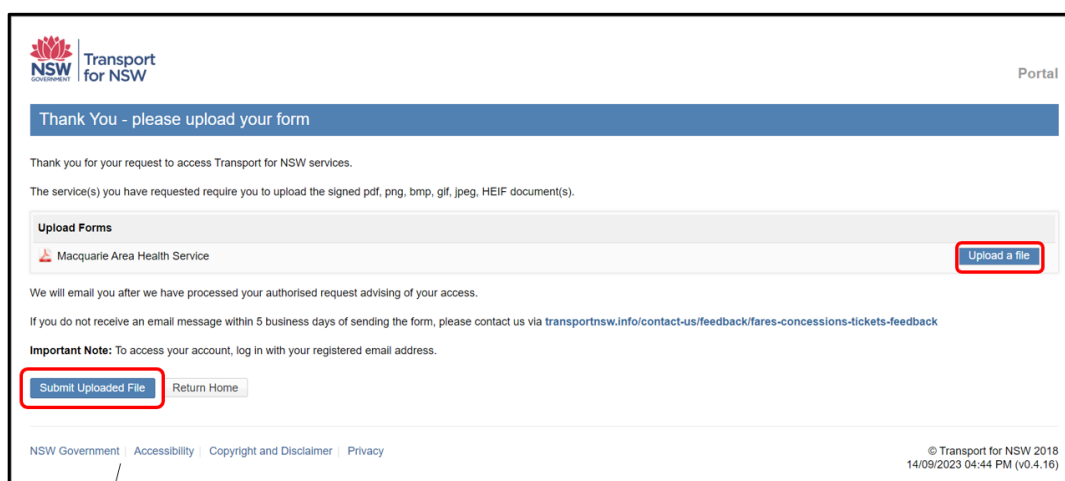 NSW
GOVERNMENT
Transport
for NSW
Portal
Thank You - please upload your form
Thank you for your request to access Transport for NSW services.
The service(s) you have requested require you to upload the signed pdf, png, bmp, gif, jpeg, HEIF document(s).
Upload Forms
Macquarie Area Health Service
Upload a file
We will email you after we have processed your authorised request advising of your access.
If you do not receive an email message within 5 business days of sending the form, please contact us via transportnsw.info/contact-us/feedback/fares-concessions-tickets-feedback
Important Note: To access your account, log in with your registered email address.
Submit Uploaded File Return Home
NSW Government | Accessibility | Copyright and Disclaimer | Privacy
© Transport for NSW 2018
14/09/2023 04:44 PM (v0.4.16)